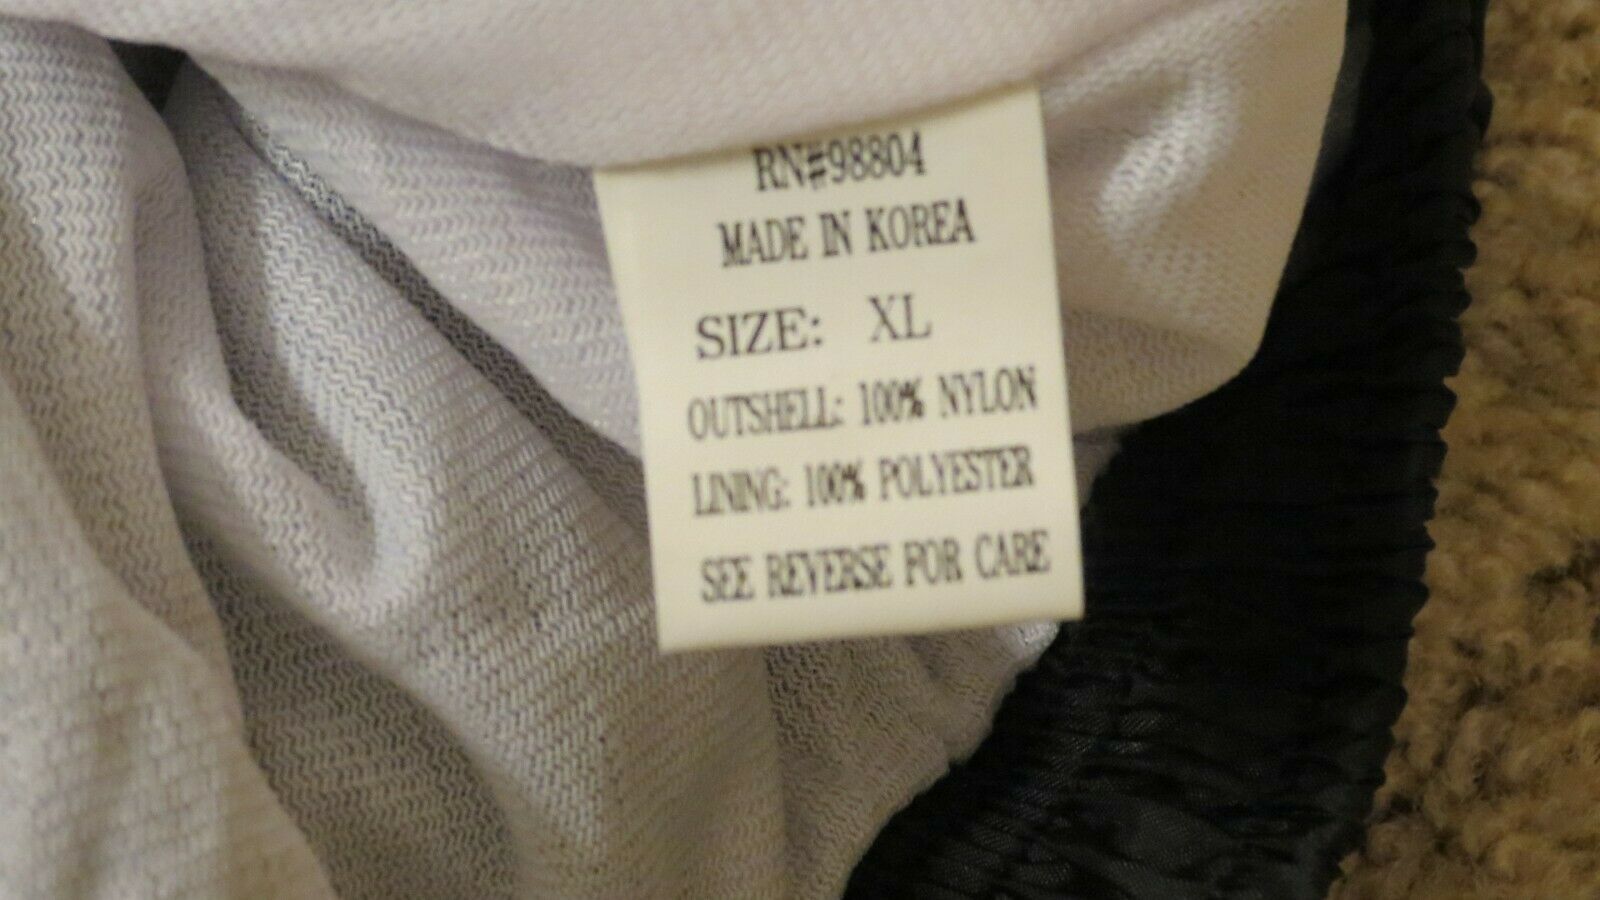 RN#98804
MADE IN KOREA
SIZE: XL
OUTSHELL: 100% NYLON
LINING: 100% POLYESTER
SEE REVERSE FOR CARE